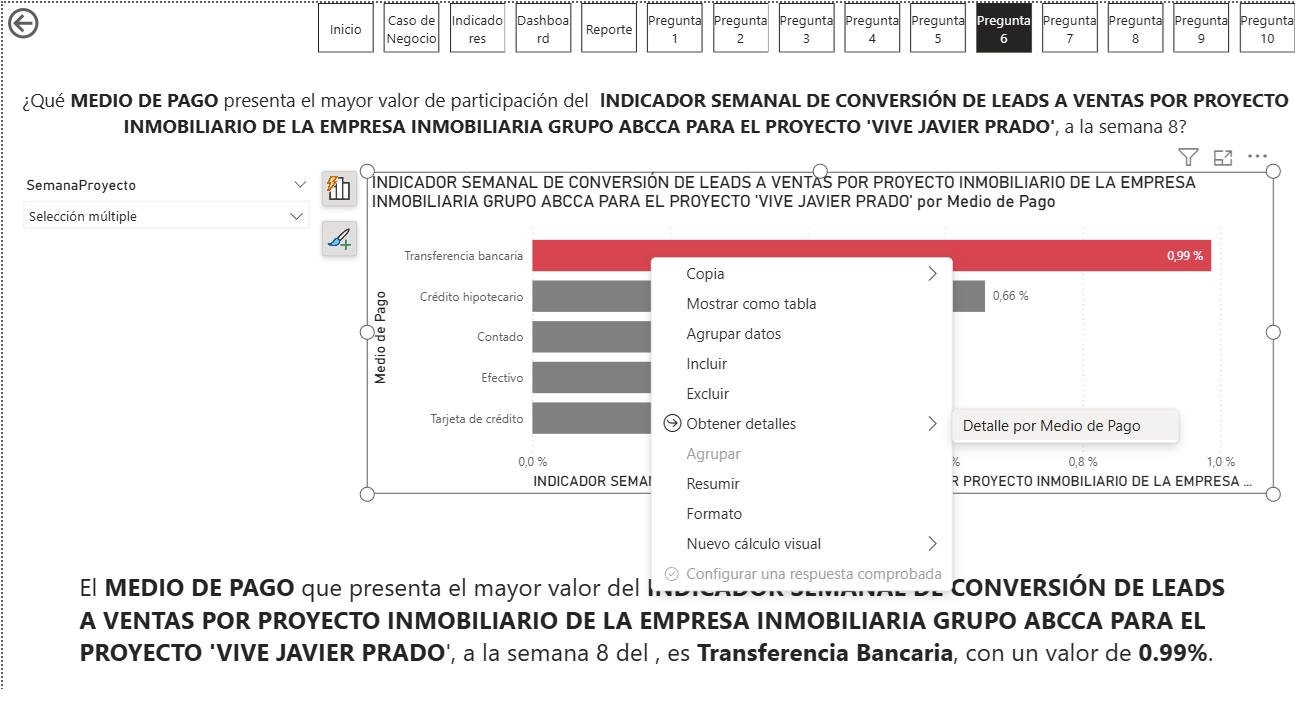 Inicio
Caso de
Negocio
Indicado
res
Dashboa
rd
Reporte
Pregunta
1
Pregunta
2
Pregunta
3
Pregunta
4
Pregunta
5
Pregunta
6
Pregunta
7
Pregunta
8
Pregunta
9
Pregunta
10
¿Qué MEDIO DE PAGO presenta el mayor valor de participación del INDICADOR SEMANAL DE CONVERSIÓN DE LEADS A VENTAS POR PROYECTO
INMOBILIARIO DE LA EMPRESA INMOBILIARIA GRUPO ABCCA PARA EL PROYECTO 'VIVE JAVIER PRADO', a la semana 8?
SemanaProyecto
Selección múltiple
INDICADOR SEMANAL DE CONVERSIÓN DE LEADS A VENTAS POR PROYECTO INMOBILIARIO DE LA EMPRESA
INMOBILIARIA GRUPO ABCCA PARA EL PROYECTO 'VIVE JAVIER PRADO' por Medio de Pago
Medio de Pago
Transferencia bancaria
0,99 %
Crédito hipotecario
0,66 %
Contado
Efectivo
Tarjeta de crédito
0,0 %
%
0,8 %
1,0 %
INDICADOR SEMA
R PROYECTO INMOBILIARIO DE LA EMPRESA ...
Copia
Mostrar como tabla
Agrupar datos
Incluir
Excluir
Obtener detalles
Detalle por Medio de Pago
Agrupar
Resumir
Formato
Nuevo cálculo visual
Configurar una respuesta comprobada
El MEDIO DE PAGO que presenta el mayor valor del INDICADOR SEMANAL DE CONVERSIÓN DE LEADS
A VENTAS POR PROYECTO INMOBILIARIO DE LA EMPRESA INMOBILIARIA GRUPO ABCCA PARA EL
PROYECTO 'VIVE JAVIER PRADO', a la semana 8 del , es Transferencia Bancaria, con un valor de 0.99%.